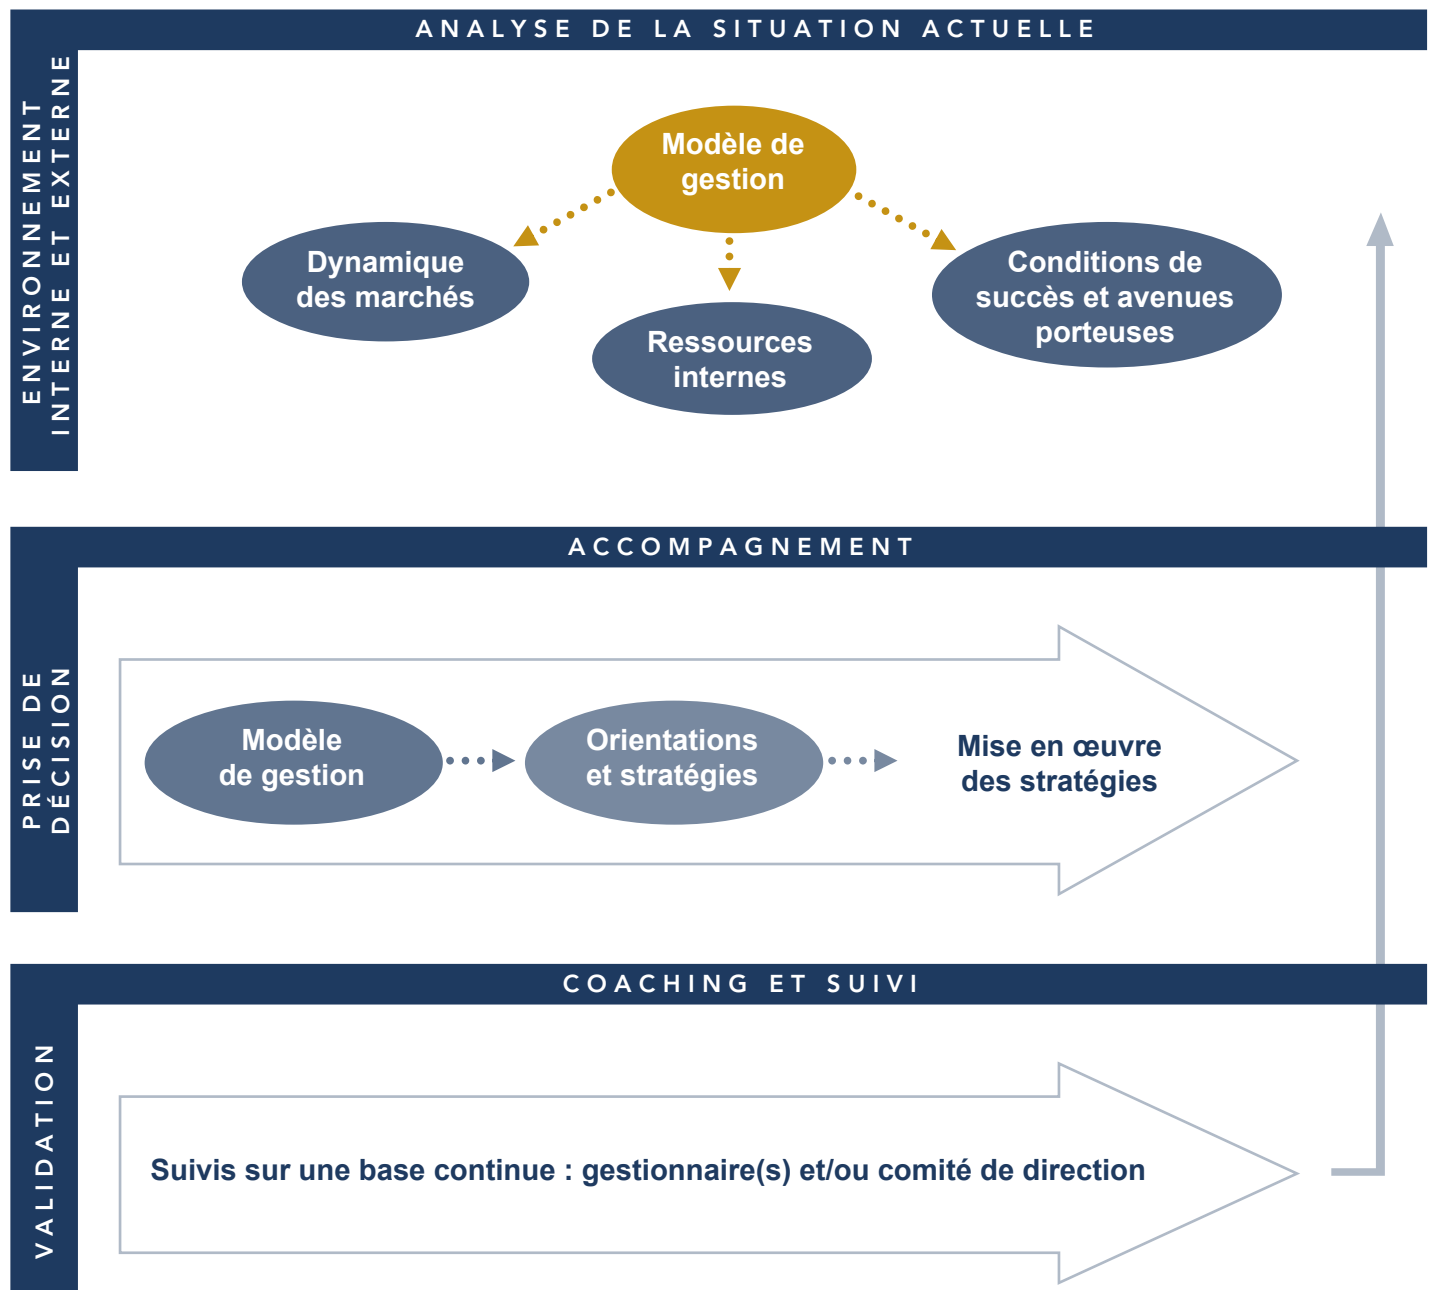 ANALYSE DE LA SITUATION ACTUELLE
ENVIRONNEMENT
INTERNE ET EXTERNE
Modèle de
gestion
Dynamique
des marchés
Ressources
internes
Conditions de
succès et avenues
porteuses
ACCOMPAGNEMENT
PRISE DE
DÉCISION
Modèle
de gestion
Orientations
et stratégies
Mise en œuvre
des stratégies
COACHING ET SUIVI
VALIDATION
Suivis sur une base continue : gestionnaire(s) et/ou comité de direction